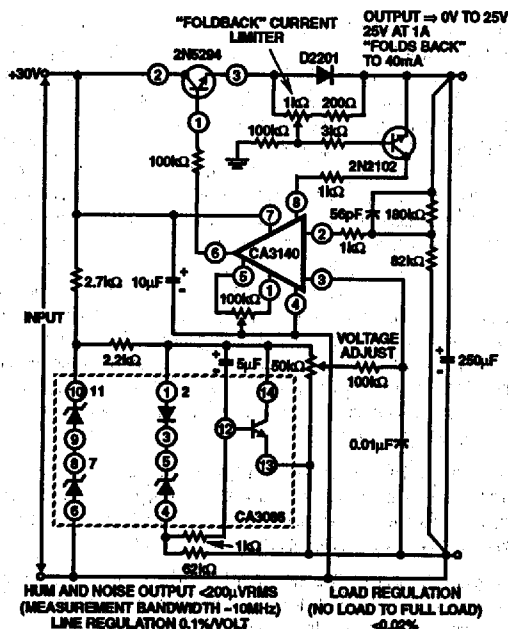 "FOLDBACK" CURRENT
LIMITER
OUTPUT ⇒ 0V TO 25V
25V AT 1A
"FOLDS BACK"
TO 40mA
2N5294
D2201
+30V
2
3
1kΩ
200Ω
1
100kΩ
3kΩ
100kΩ
2N2102
1kΩ
8
56pF
180kΩ
7
2
1kΩ
6
CA3140
82kΩ
5
3
2.7kΩ
10µF
+
-
1
4
100kΩ
INPUT
VOLTAGE
ADJUST
2.2kΩ
+
-
5µF
50kΩ
100kΩ
+
-
250µF
10
11
1
2
14
9
3
12
0.01µF
8
7
5
13
6
4
CA3086
1kΩ
62kΩ
HUM AND NOISE OUTPUT <200µVRMS
(MEASUREMENT BANDWIDTH ~10MHz)
LINE REGULATION 0.1%/VOLT
LOAD REGULATION
(NO LOAD TO FULL LOAD)
<0.02%